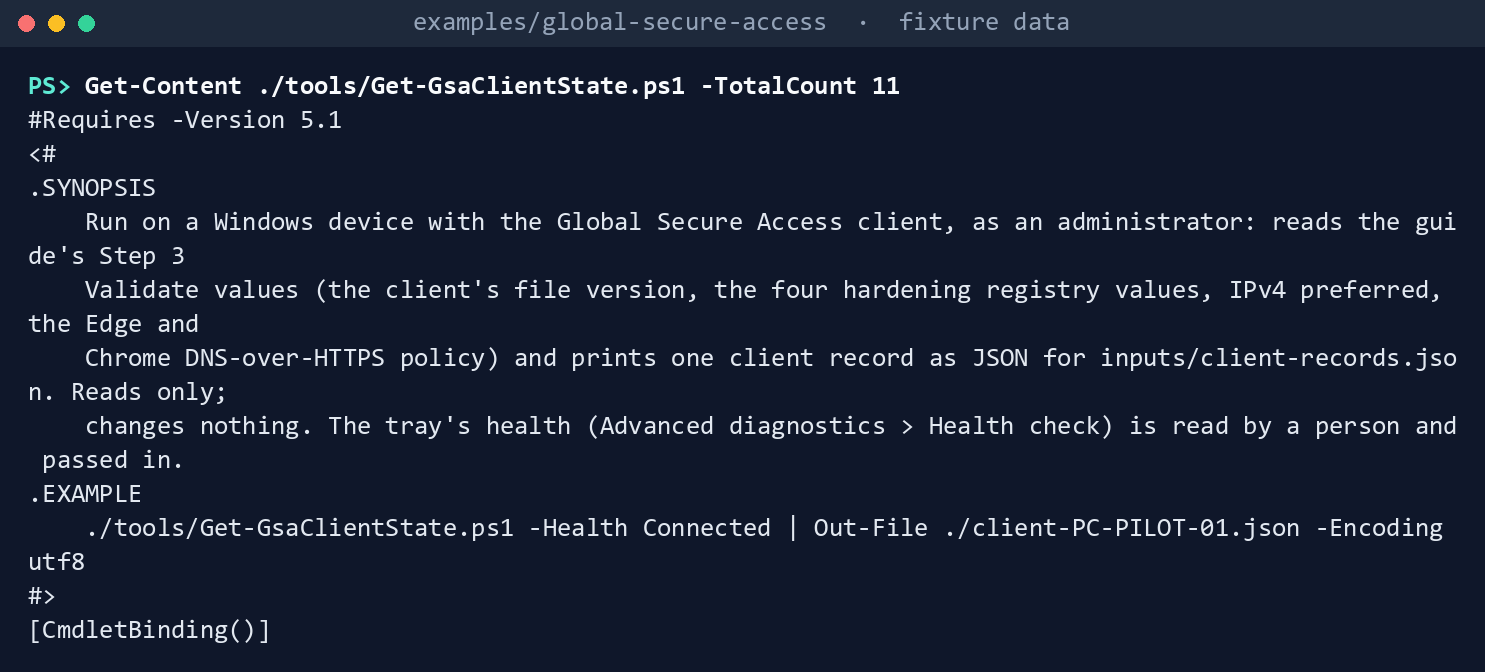 examples/global-secure-access · fixture data
PS> Get-Content ./tools/Get-GsaClientState.ps1 -TotalCount 11
#Requires -Version 5.1
<#
.SYNOPSIS
    Run on a Windows device with the Global Secure Access client, as an administrator: reads the gui
de's Step 3
    Validate values (the client's file version, the four hardening registry values, IPv4 preferred,
the Edge and
    Chrome DNS-over-HTTPS policy) and prints one client record as JSON for inputs/client-records.jso
n. Reads only;
    changes nothing. The tray's health (Advanced diagnostics > Health check) is read by a person and
 passed in.
.EXAMPLE
    ./tools/Get-GsaClientState.ps1 -Health Connected | Out-File ./client-PC-PILOT-01.json -Encoding
utf8
#>
[CmdletBinding()]